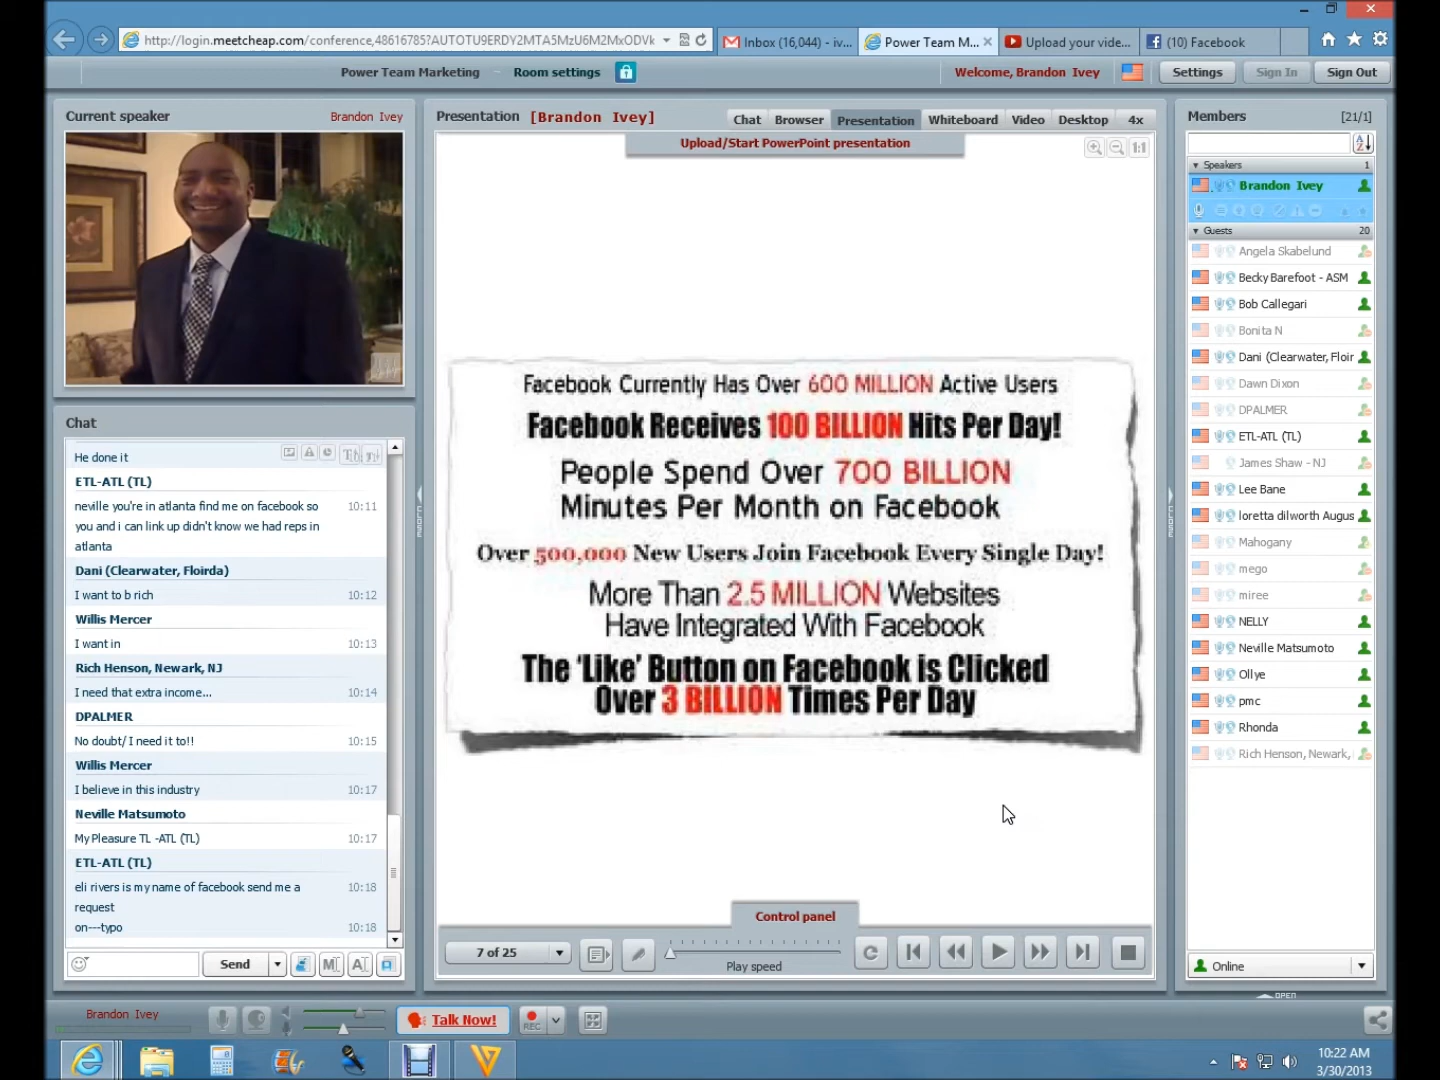 http://login.meetcheap.com/conference,48616785?AUTOTU9ERDY2MTA5MzU6M2MxODVk
Inbox (16,044) - iv...
Power Team M...
Upload your vide...
(10) Facebook
Power Team Marketing
Room settings
Welcome, Brandon Ivey
Settings
Sign In
Sign Out
Current speaker
Brandon Ivey
Presentation [Brandon Ivey]
Chat
Browser
Presentation
Whiteboard
Video
Desktop
4x
Members
[21/1]
Upload/Start PowerPoint presentation
1:1
Speakers
1
Brandon Ivey
Guests
20
Angela Skabelund
Becky Barefoot - ASM
Bob Callegari
Bonita N
Dani (Clearwater, Floir
Dawn Dixon
DPALMER
ETL-ATL (TL)
James Shaw - NJ
Lee Bane
loretta dilworth Augus
Mahogany
mego
miree
NELLY
Neville Matsumoto
Ollye
pmc
Rhonda
Rich Henson, Newark,
Online
OPEN
Facebook Currently Has Over 600 MILLION Active Users
Facebook Receives 100 BILLION Hits Per Day!
People Spend Over 700 BILLION
Minutes Per Month on Facebook
Over 500,000 New Users Join Facebook Every Single Day!
More Than 2.5 MILLION Websites
Have Integrated With Facebook
The 'Like' Button on Facebook is Clicked
Over 3 BILLION Times Per Day
Control panel
7 of 25
Play speed
Chat
He done it
ETL-ATL (TL)
neville you're in atlanta find me on facebook so 10:11
you and i can link up didn't know we had reps in
atlanta
Dani (Clearwater, Floirda)
I want to b rich 10:12
Willis Mercer
I want in 10:13
Rich Henson, Newark, NJ
I need that extra income... 10:14
DPALMER
No doubt/ I need it to!! 10:15
Willis Mercer
I believe in this industry 10:17
Neville Matsumoto
My Pleasure TL -ATL (TL) 10:17
ETL-ATL (TL)
eli rivers is my name of facebook send me a 10:18
request
on---typo 10:18
Send
Brandon Ivey
Talk Now!
REC
10:22 AM
3/30/2013